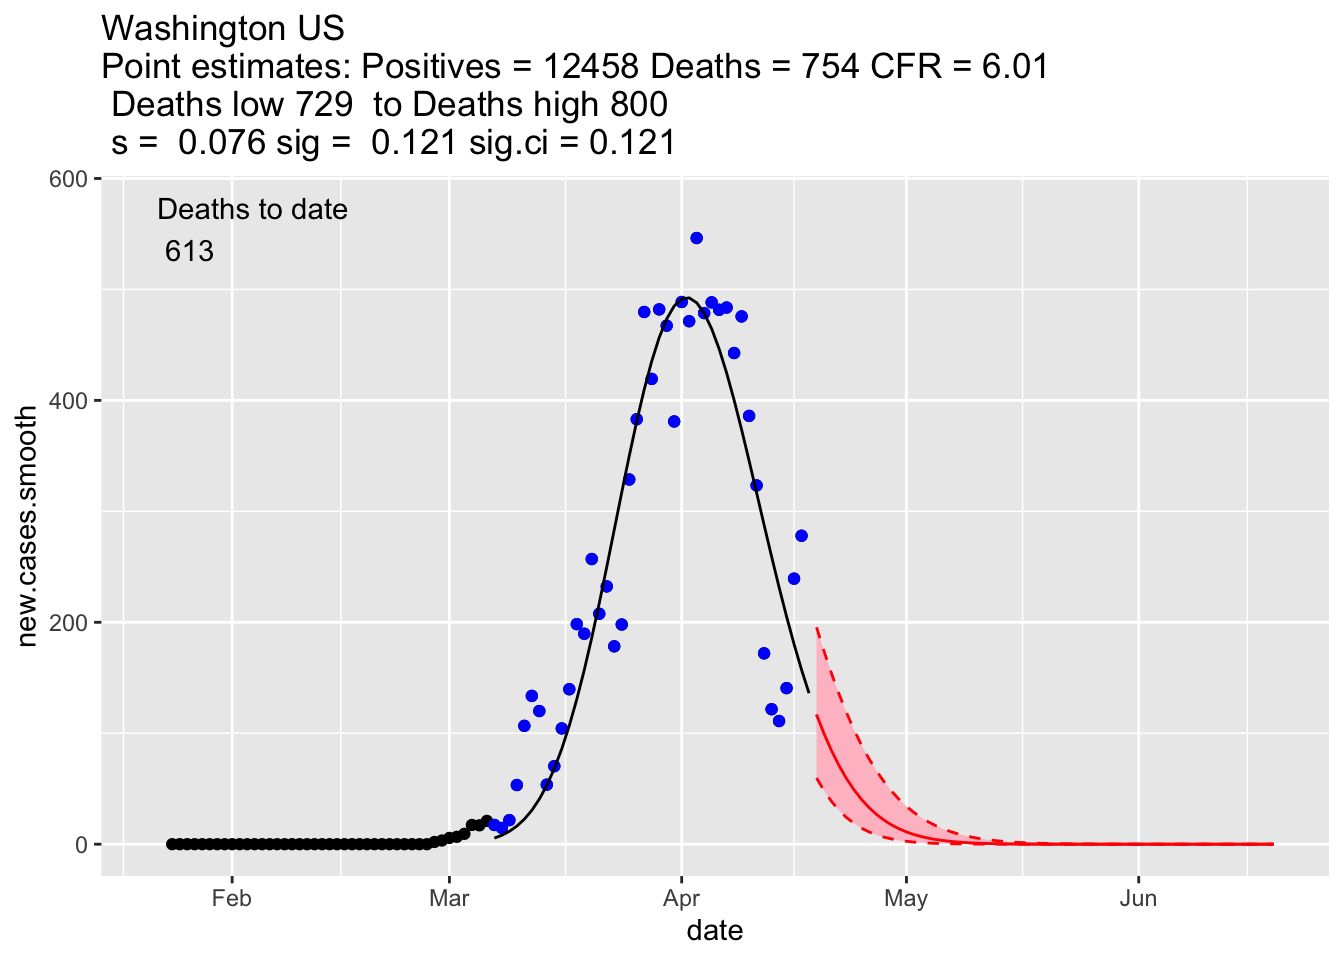 Washington US
Point estimates: Positives = 12458 Deaths = 754 CFR = 6.01
Deaths low 729 to Deaths high 800
s = 0.076 sig = 0.121 sig.ci = 0.121
600
Deaths to date
613
400
new.cases.smooth
200
0
Feb Mar Apr May Jun
date